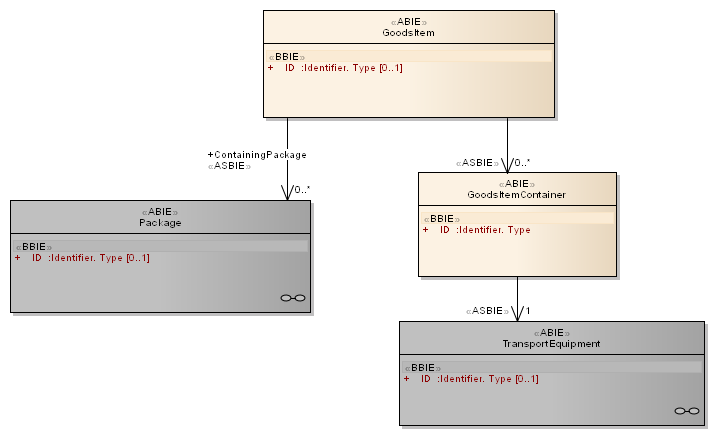 «ABIE»
GoodsItem
«BBIE»
+ ID :Identifier. Type [0..1]
+ContainingPackage
«ASBIE»
0..*
«ASBIE»
0..*
«ABIE»
Package
«BBIE»
+ ID :Identifier. Type [0..1]
«ABIE»
GoodsItemContainer
«BBIE»
+ ID :Identifier. Type
«ASBIE»
1
«ABIE»
TransportEquipment
«BBIE»
+ ID :Identifier. Type [0..1]